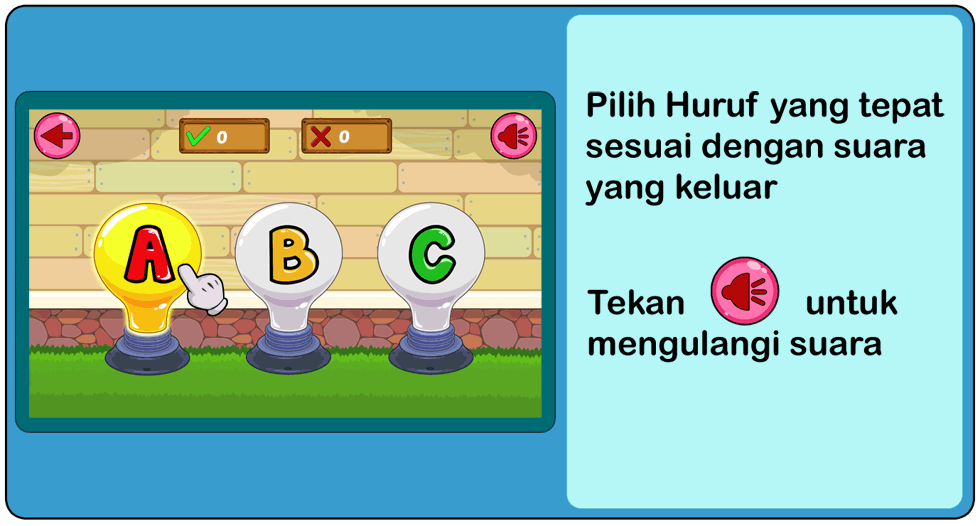 0 0
A B C
Pilih Huruf yang tepat
sesuai dengan suara
yang keluar
Tekan untuk
mengulangi suara